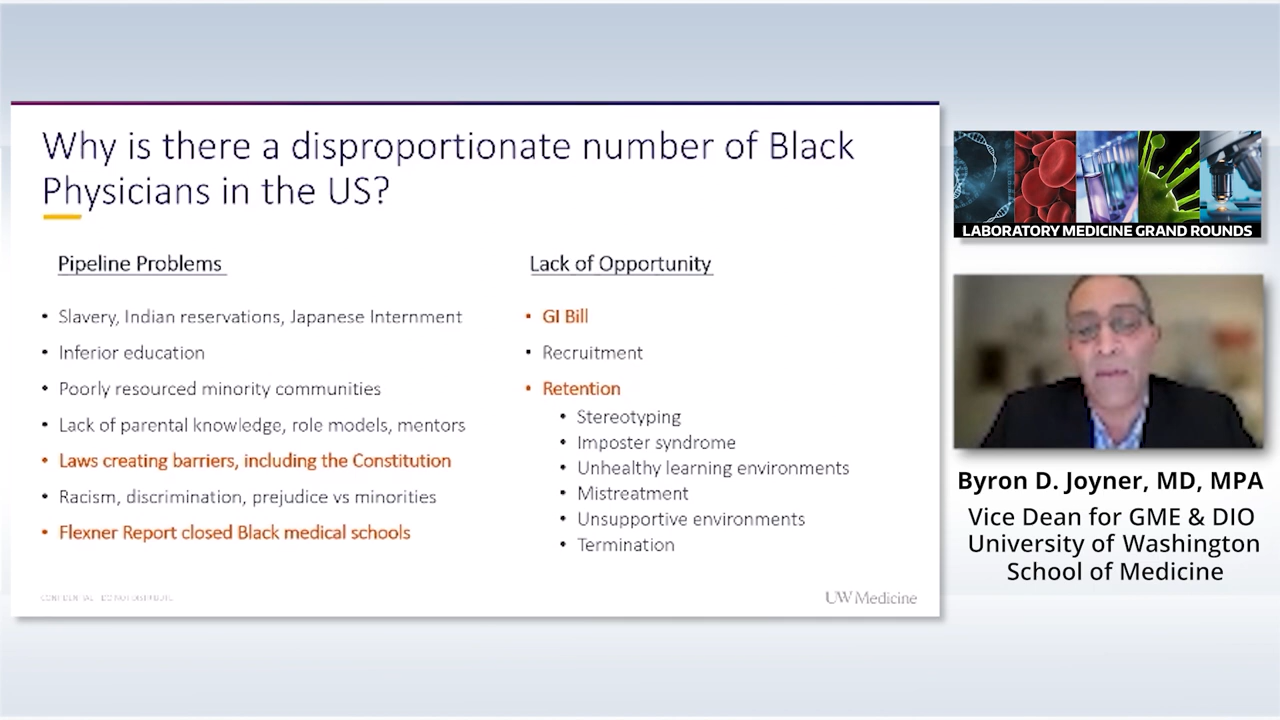 Why is there a disproportionate number of Black
Physicians in the US?
Pipeline Problems
• Slavery, Indian reservations, Japanese Internment
• Inferior education
• Poorly resourced minority communities
• Lack of parental knowledge, role models, mentors
• Laws creating barriers, including the Constitution
• Racism, discrimination, prejudice vs minorities
• Flexner Report closed Black medical schools
Lack of Opportunity
• GI Bill
• Recruitment
• Retention
• Stereotyping
• Imposter syndrome
• Unhealthy learning environments
• Mistreatment
• Unsupportive environments
• Termination
CONFIDENTIAL – DO NOT DISTRIBUTE
UW Medicine
LABORATORY MEDICINE GRAND ROUNDS
Byron D. Joyner, MD, MPA
Vice Dean for GME & DIO
University of Washington
School of Medicine